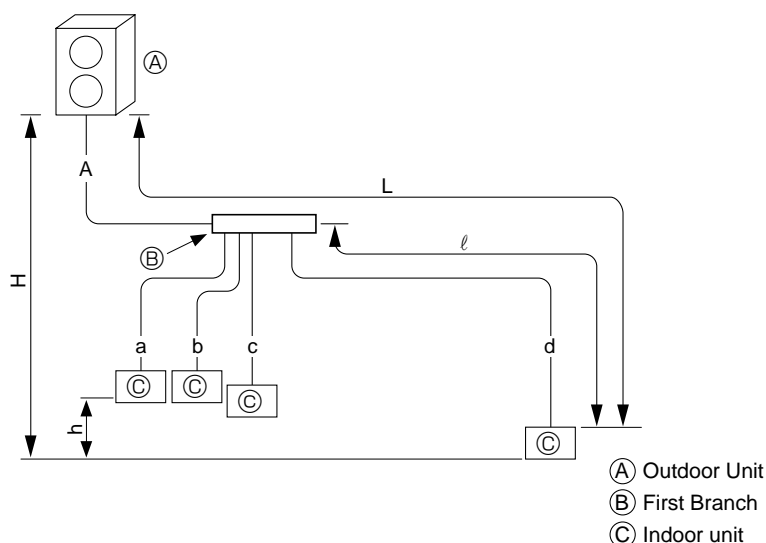 Ⓐ
A
L
Ⓑ
ℓ
H
a
b
c
d
Ⓒ
Ⓒ
Ⓒ
h
Ⓒ
Ⓐ Outdoor Unit
Ⓑ First Branch
Ⓒ Indoor unit